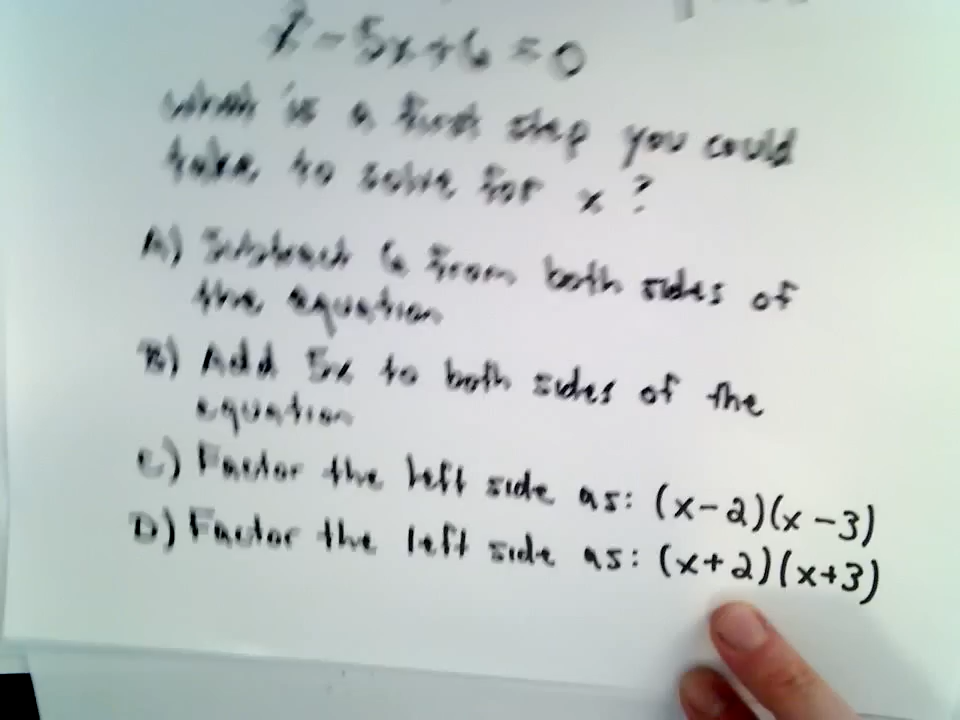 x² - 5x + 6 = 0
What is a first step you could
take to solve for x?
A) Subtract 6 from both sides of
the equation
B) Add 5x to both sides of the
equation
C) Factor the left side as: (x-2)(x-3)
D) Factor the left side as: (x+2)(x+3)